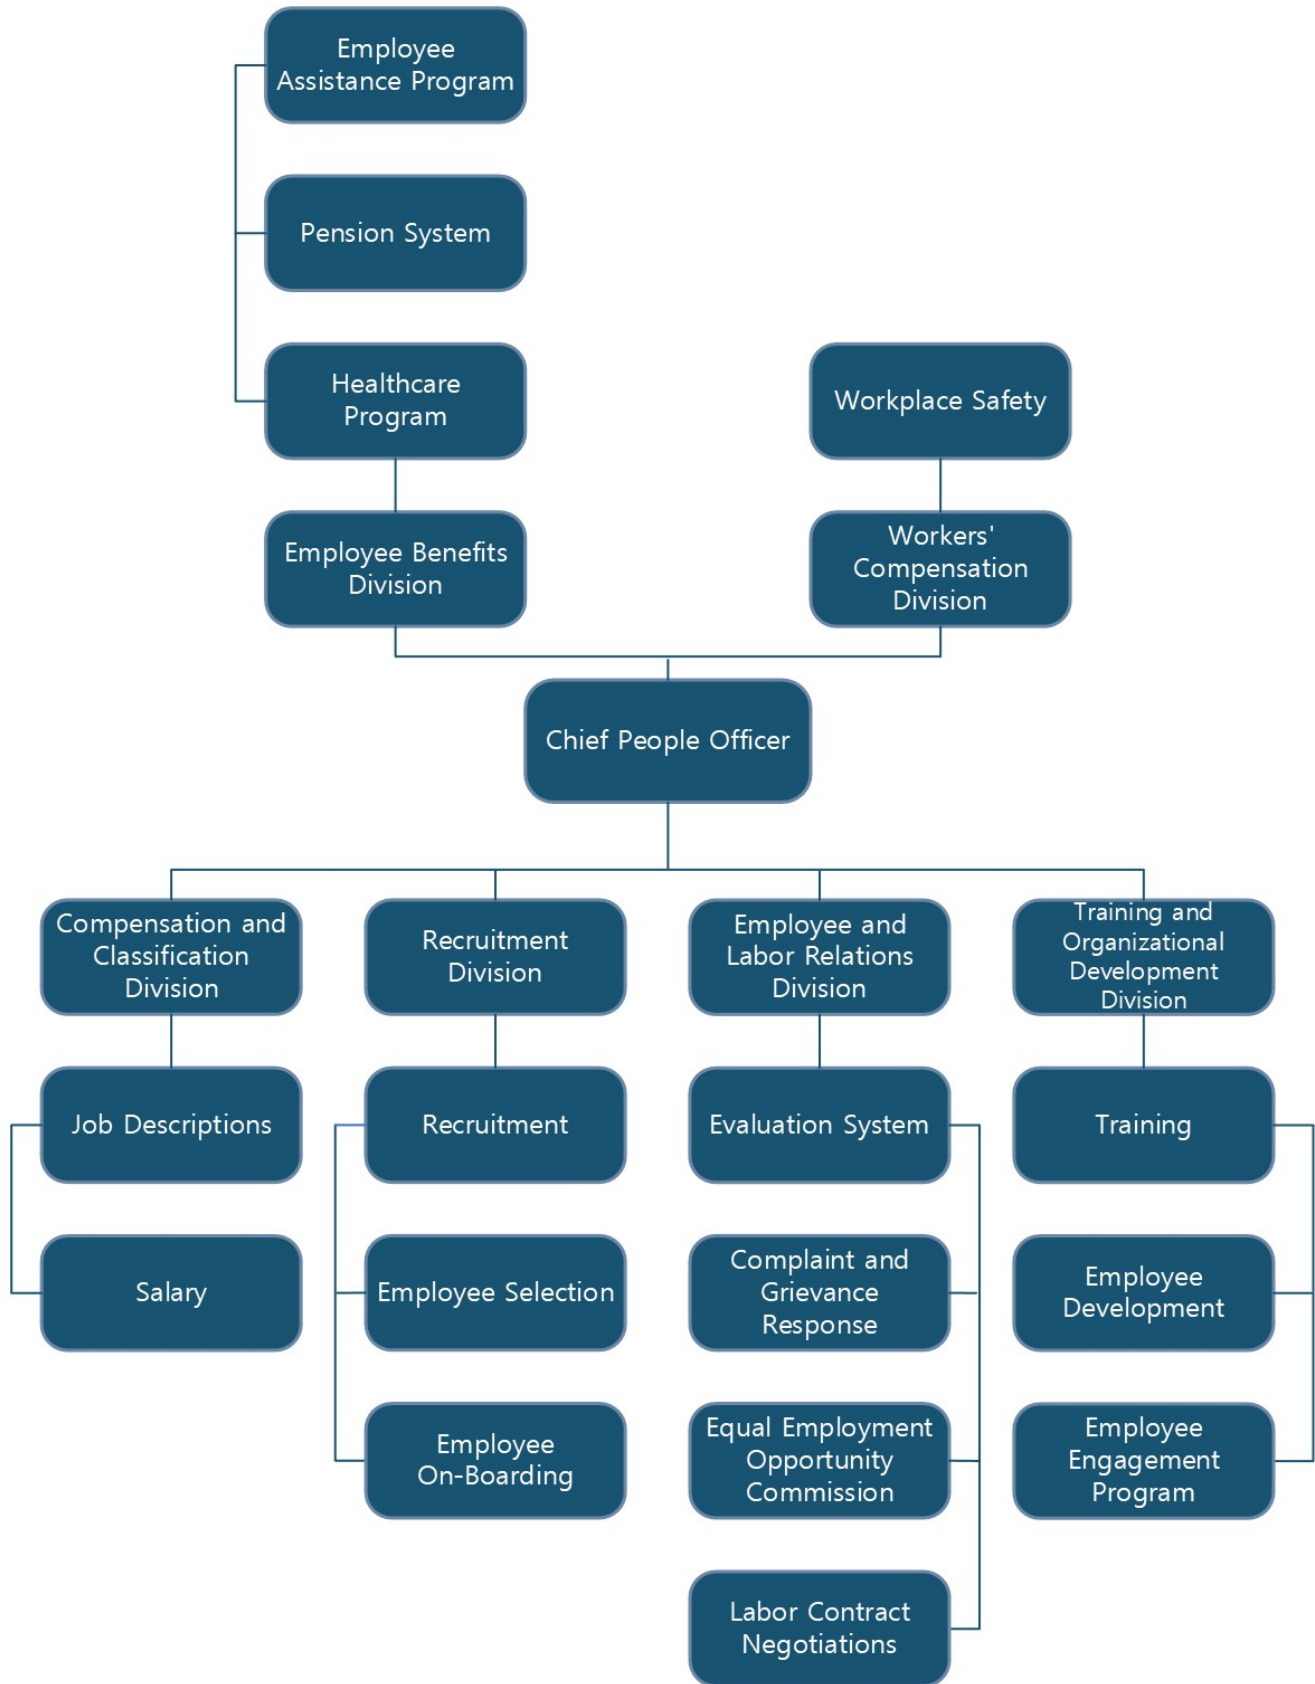 Employee
Assistance Program
Pension System
Healthcare
Program
Workplace Safety
Employee Benefits
Division
Workers'
Compensation
Division
Chief People Officer
Compensation and
Classification
Division
Recruitment
Division
Employee and
Labor Relations
Division
Training and
Organizational
Development
Division
Job Descriptions
Recruitment
Evaluation System
Training
Salary
Employee Selection
Complaint and
Grievance
Response
Employee
Development
Employee
On-Boarding
Equal Employment
Opportunity
Commission
Employee
Engagement
Program
Labor Contract
Negotiations